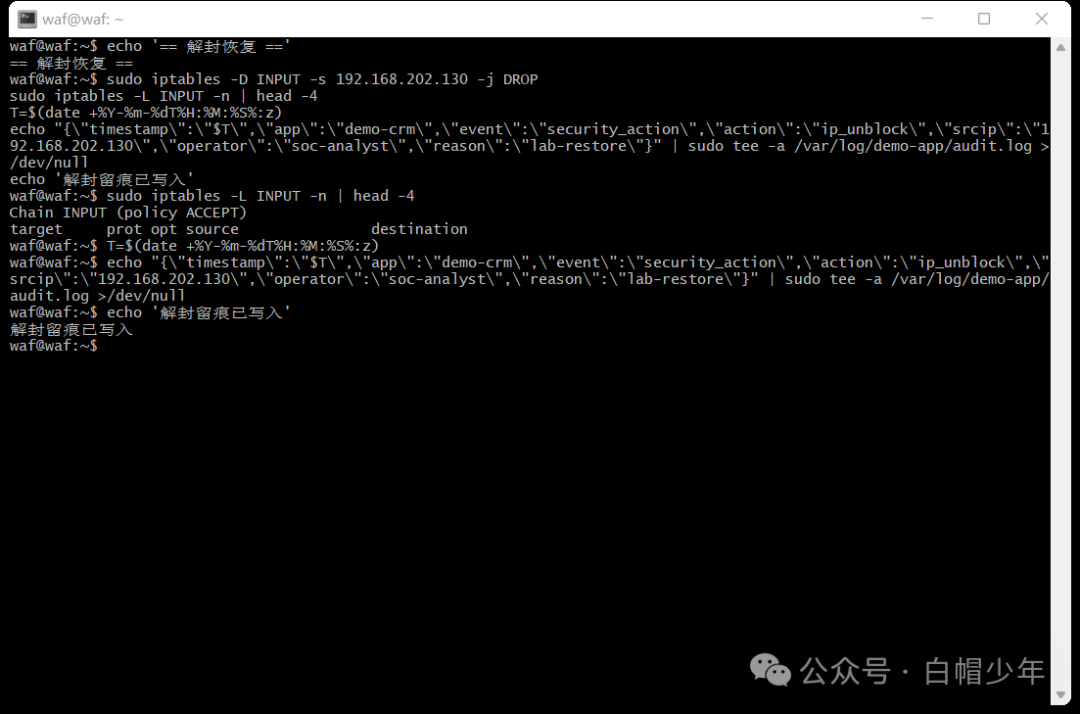 waf@waf: ~
waf@waf:~$ echo '== 解封恢复 =='
== 解封恢复 ==
waf@waf:~$ sudo iptables -D INPUT -s 192.168.202.130 -j DROP
sudo iptables -L INPUT -n | head -4
T=$(date +%Y-%m-%dT%H:%M:%S%:z)
echo "{\"timestamp\":\"$T\",\"app\":\"demo-crm\",\"event\":\"security_action\",\"action\":\"ip_unblock\",\"srcip\":\"1
92.168.202.130\",\"operator\":\"soc-analyst\",\"reason\":\"lab-restore\"}" | sudo tee -a /var/log/demo-app/audit.log >
/dev/null
echo '解封留痕已写入'
waf@waf:~$ sudo iptables -L INPUT -n | head -4
Chain INPUT (policy ACCEPT)
target     prot opt source               destination
waf@waf:~$ T=$(date +%Y-%m-%dT%H:%M:%S%:z)
waf@waf:~$ echo "{\"timestamp\":\"$T\",\"app\":\"demo-crm\",\"event\":\"security_action\",\"action\":\"ip_unblock\",\"
srcip\":\"192.168.202.130\",\"operator\":\"soc-analyst\",\"reason\":\"lab-restore\"}" | sudo tee -a /var/log/demo-app/
audit.log >/dev/null
waf@waf:~$ echo '解封留痕已写入'
解封留痕已写入
waf@waf:~$
公众号 · 白帽少年